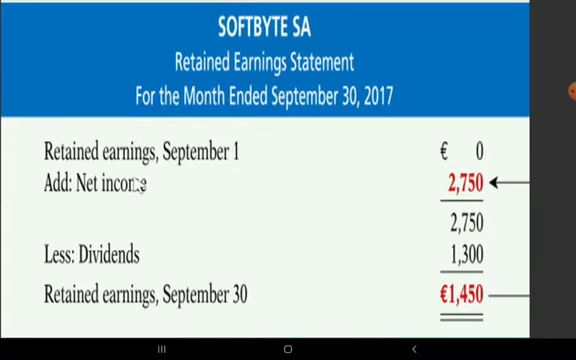 SOFTBYTE SA
Retained Earnings Statement
For the Month Ended September 30, 2017
Retained earnings, September 1 € 0
Add: Net income 2,750
2,750
Less: Dividends 1,300
Retained earnings, September 30 €1,450